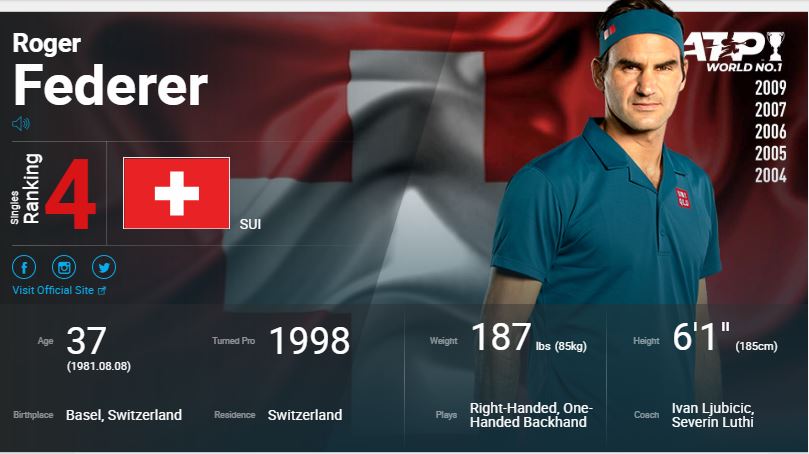 Roger
Federer
ATP
WORLD NO.1
2009
2007
2006
2005
2004
Singles
Ranking
4
SUI
UNI
QLO
Visit Official Site
Age
37
(1981.08.08)
Turned Pro
1998
Weight
187 lbs (85kg)
Height
6'1" (185cm)
Birthplace
Basel, Switzerland
Residence
Switzerland
Plays
Right-Handed, One-
Handed Backhand
Coach
Ivan Ljubicic,
Severin Luthi